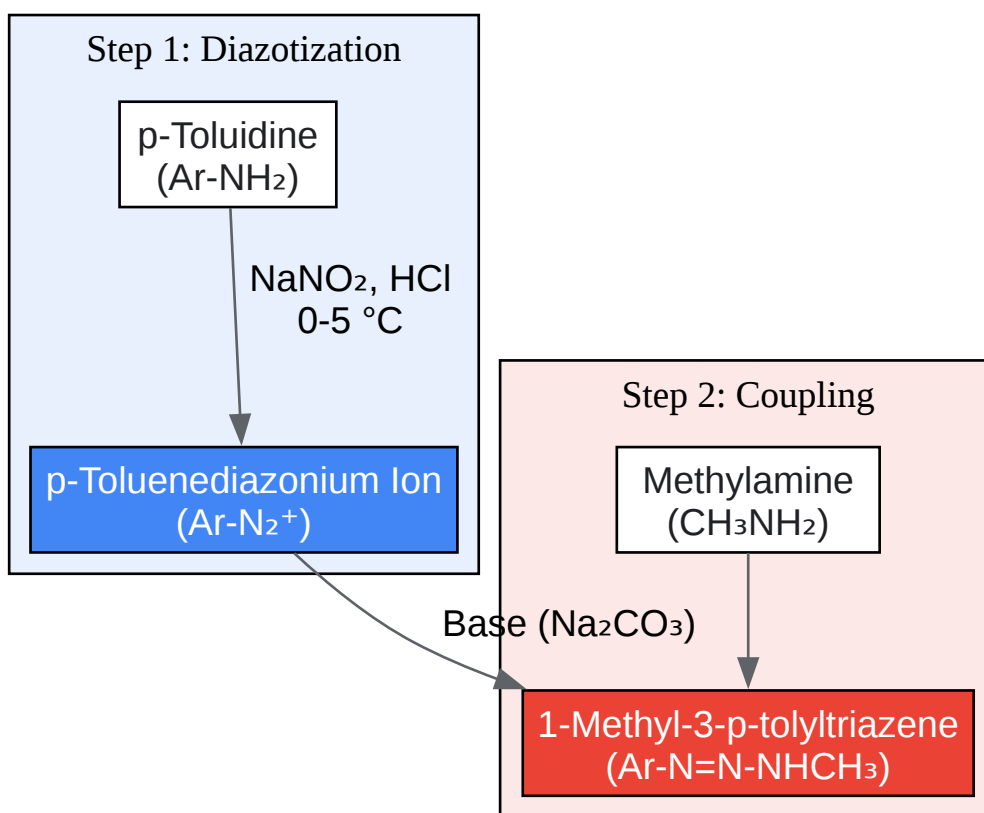 Step 1: Diazotization
p-Toluidine
(Ar-NH₂)
NaNO₂, HCl
0-5 °C
p-Toluenediazonium Ion
(Ar-N₂⁺)
Step 2: Coupling
Methylamine
(CH₃NH₂)
Base (Na₂CO₃)
1-Methyl-3-p-tolyltriazene
(Ar-N=N-NHCH₃)